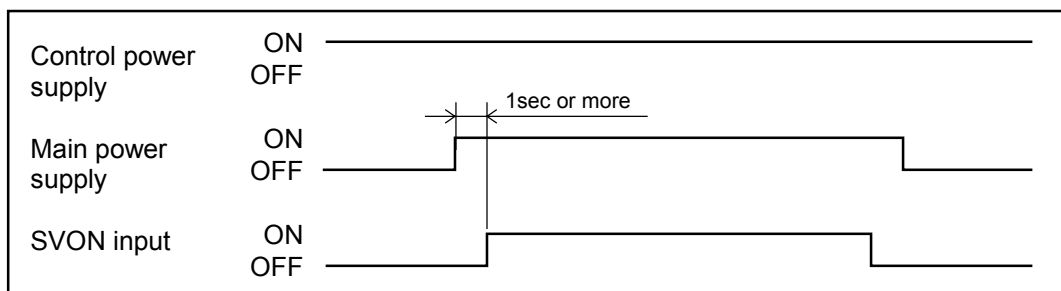 Control power
supply
ON
OFF
1sec or more
Main power
supply
ON
OFF
SVON input
ON
OFF